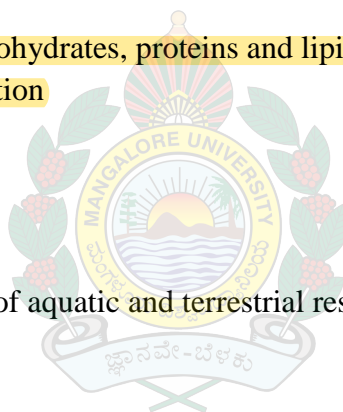 ohydrates, proteins and lipi
tion
MANGALORE UNIVERSITY
of aquatic and terrestrial res
ಜ್ಞಾನವೇ-ಬೆಳಕು